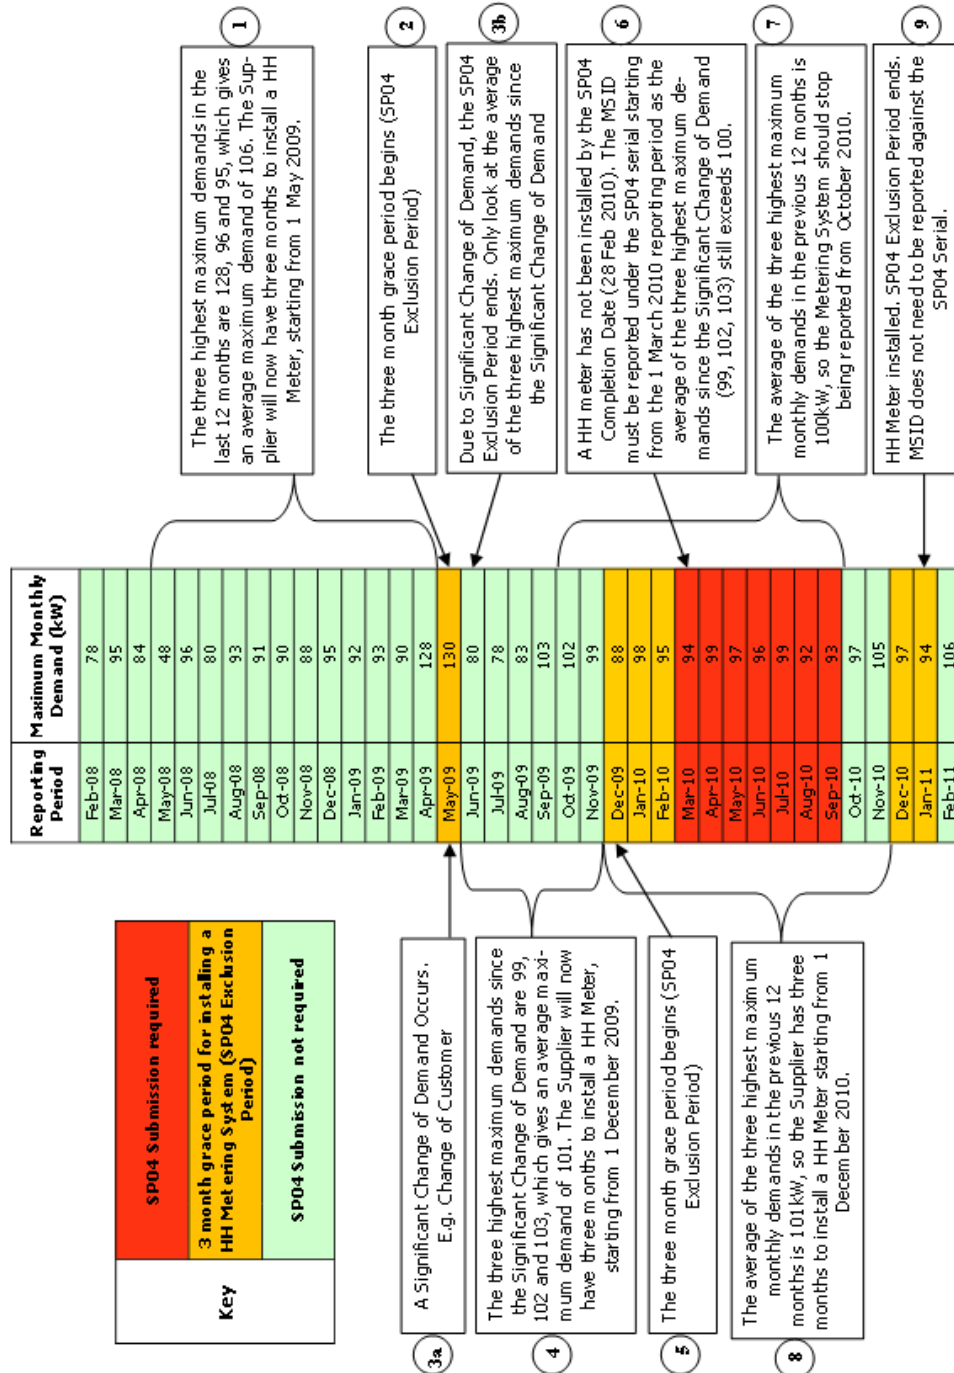 SP04 Submission required
Key
3 month grace period for installing a
HH Metering System (SP04 Exclusion
Period)
SP04 Submission not required
3a
A Significant Change of Demand Occurs.
E.g. Change of Customer
4
The three highest maximum demands since
the Significant Change of Demand are 99,
102 and 103, which gives an average maxi-
mum demand of 101. The Supplier will now
have three months to install a HH Meter,
starting from 1 December 2009.
5
The three month grace period begins (SP04
Exclusion Period)
8
The average of the three highest maximum
monthly demands in the previous 12
months is 101kW, so the Supplier has three
months to install a HH Meter starting from 1
December 2010.
Reporting Period Maximum Monthly Demand (kW)
Feb-08 78
Mar-08 95
Apr-08 84
May-08 48
Jun-08 96
Jul-08 80
Aug-08 93
Sep-08 91
Oct-08 90
Nov-08 88
Dec-08 95
Jan-09 92
Feb-09 93
Mar-09 90
Apr-09 128
May-09 130
Jun-09 80
Jul-09 78
Aug-09 83
Sep-09 103
Oct-09 102
Nov-09 99
Dec-09 88
Jan-10 98
Feb-10 95
Mar-10 94
Apr-10 99
May-10 97
Jun-10 96
Jul-10 99
Aug-10 92
Sep-10 93
Oct-10 97
Nov-10 105
Dec-10 97
Jan-11 94
Feb-11 106
The three highest maximum demands in the
last 12 months are 128, 96 and 95, which gives
an average maximum demand of 106. The Sup-
plier will now have three months to install a HH
Meter, starting from 1 May 2009.
1
The three month grace period begins (SP04
Exclusion Period)
2
Due to Significant Change of Demand, the SP04
Exclusion Period ends. Only look at the average
of the three highest maximum demands since
the Significant Change of Demand
3b
A HH meter has not been installed by the SP04
Completion Date (28 Feb 2010). The MSID
must be reported under the SP04 serial starting
from the 1 March 2010 reporting period as the
average of the three highest maximum de-
mands since the Significant Change of Demand
(99, 102, 103) still exceeds 100.
6
The average of the three highest maximum
monthly demands in the previous 12 months is
100kW, so the Metering System should stop
being reported from October 2010.
7
HH Meter installed. SP04 Exclusion Period ends.
MSID does not need to be reported against the
SP04 Serial.
9